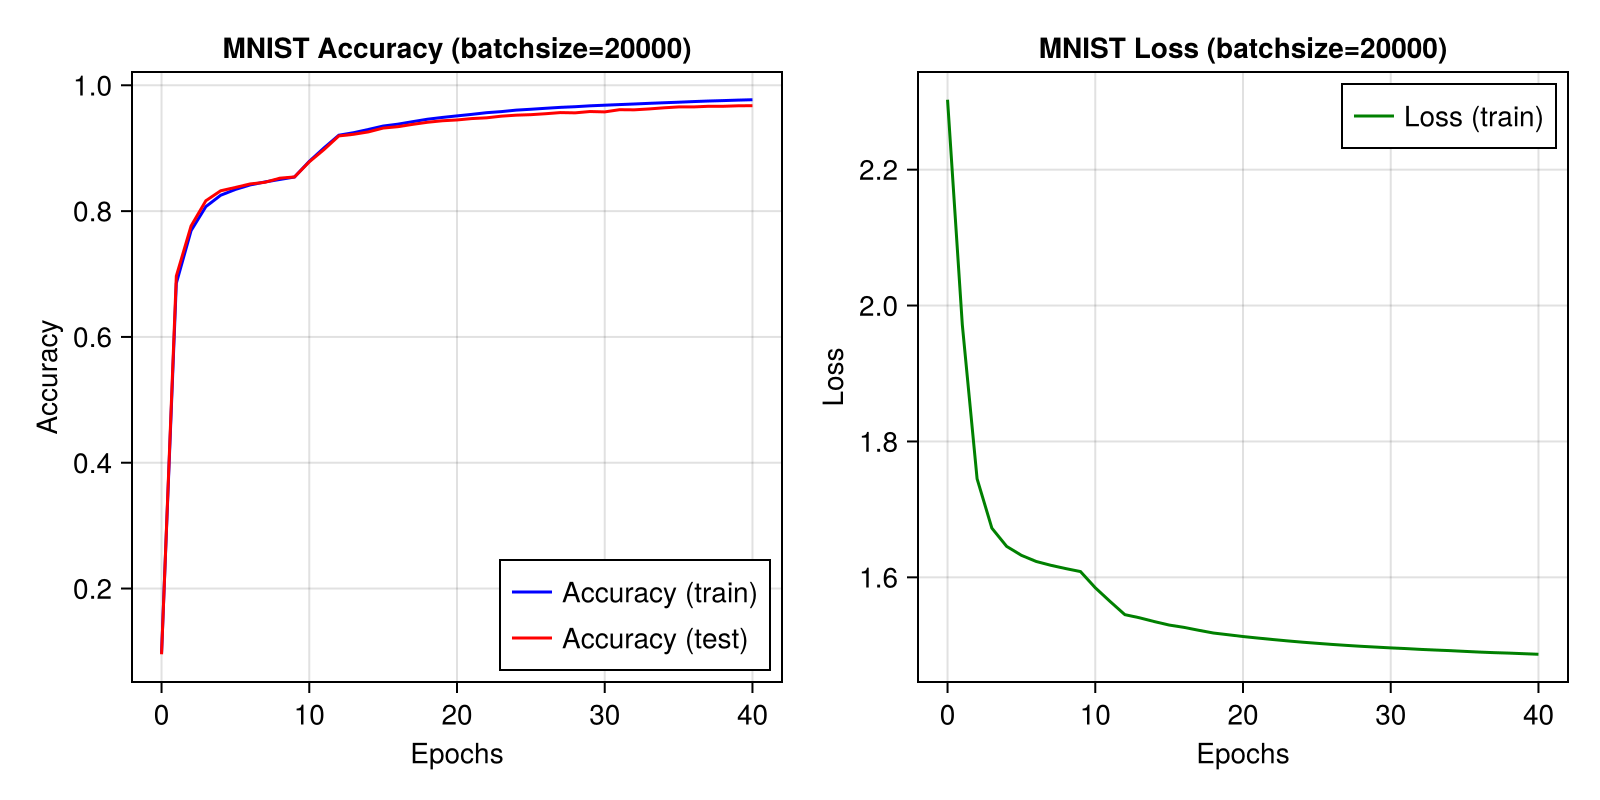 MNIST Accuracy (batchsize=20000)
1.0
0.8
0.6
0.4
0.2
Accuracy
Accuracy (train)
Accuracy (test)
0 10 20 30 40
Epochs
MNIST Loss (batchsize=20000)
Loss (train)
2.2
2.0
1.8
1.6
Loss
0 10 20 30 40
Epochs